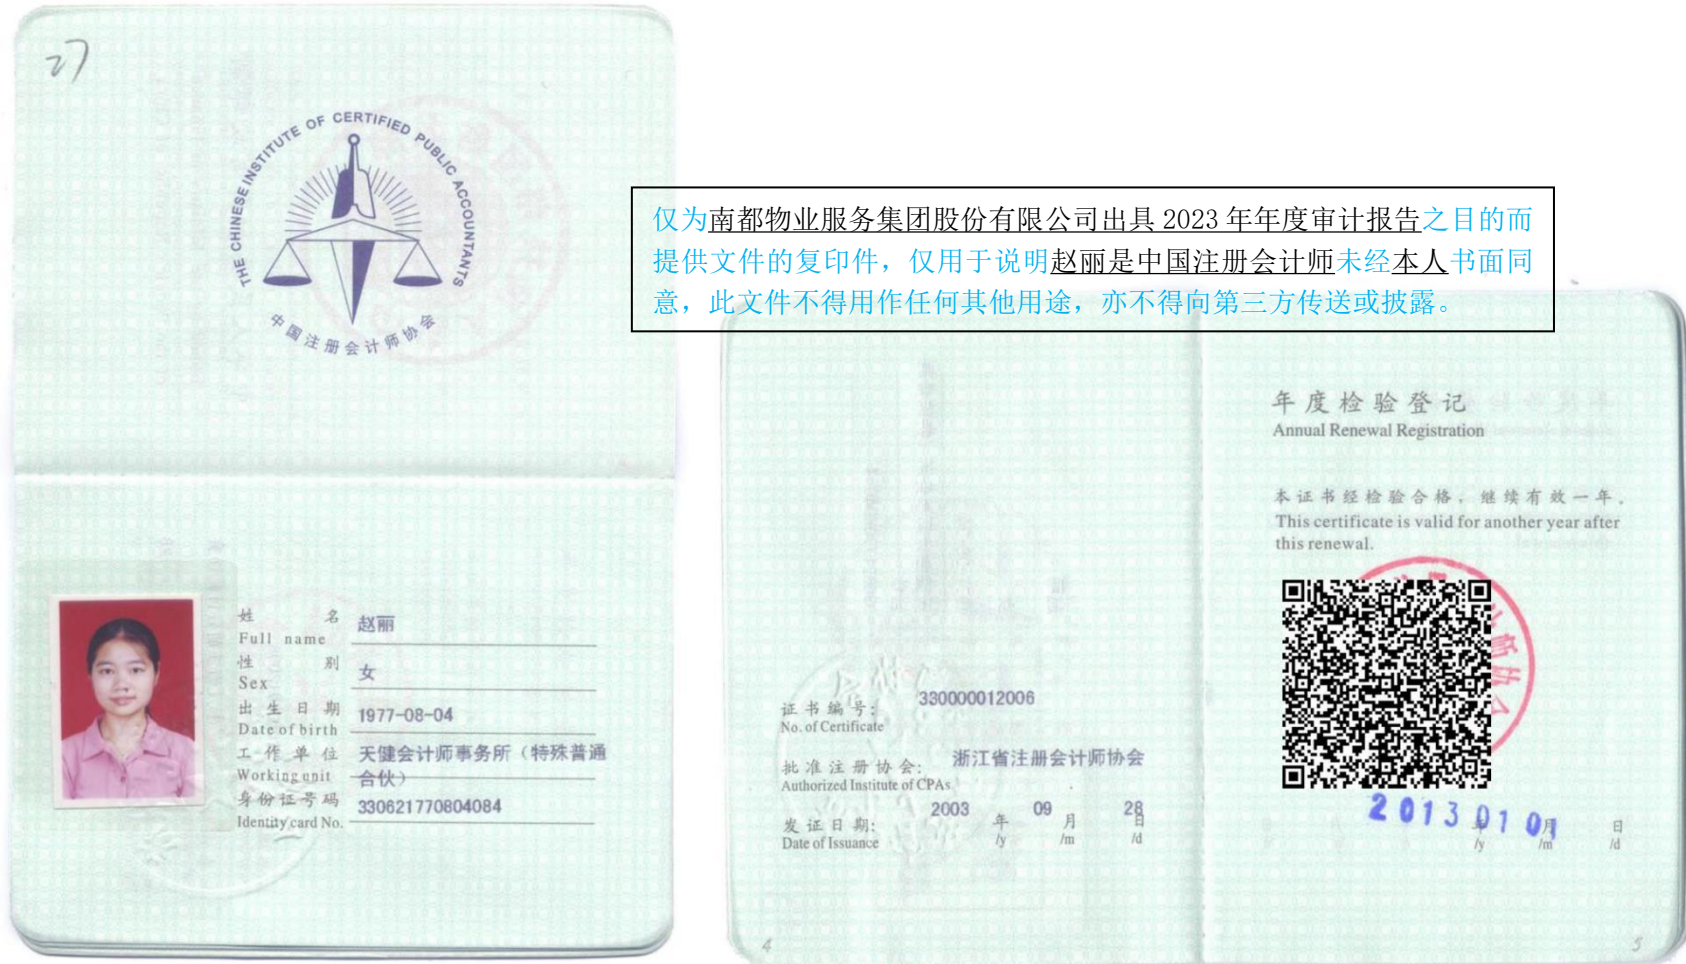 27
THE CHINESE INSTITUTE OF CERTIFIED PUBLIC ACCOUNTANTS
中国注册会计师协会
仅为南都物业服务集团股份有限公司出具 2023 年年度审计报告之目的而
提供文件的复印件，仅用于说明赵丽是中国注册会计师未经本人书面同
意，此文件不得用作任何其他用途，亦不得向第三方传送或披露。
姓 名 赵丽
Full name
性 别 女
Sex
出生日期 1977-08-04
Date of birth
工作单位 天健会计师事务所（特殊普通
Working unit 合伙）
身份证号码 330621770804084
Identity card No.
证书编号: 330000012006
No. of Certificate
批准注册协会: 浙江省注册会计师协会
Authorized Institute of CPAs
发证日期: 2003 年 09 月 28 日
Date of Issuance /y /m /d
4
年度检验登记
Annual Renewal Registration
本证书经检验合格，继续有效一年。
This certificate is valid for another year after
this renewal.
2013 01 01
年 月 日
/y /m /d
5